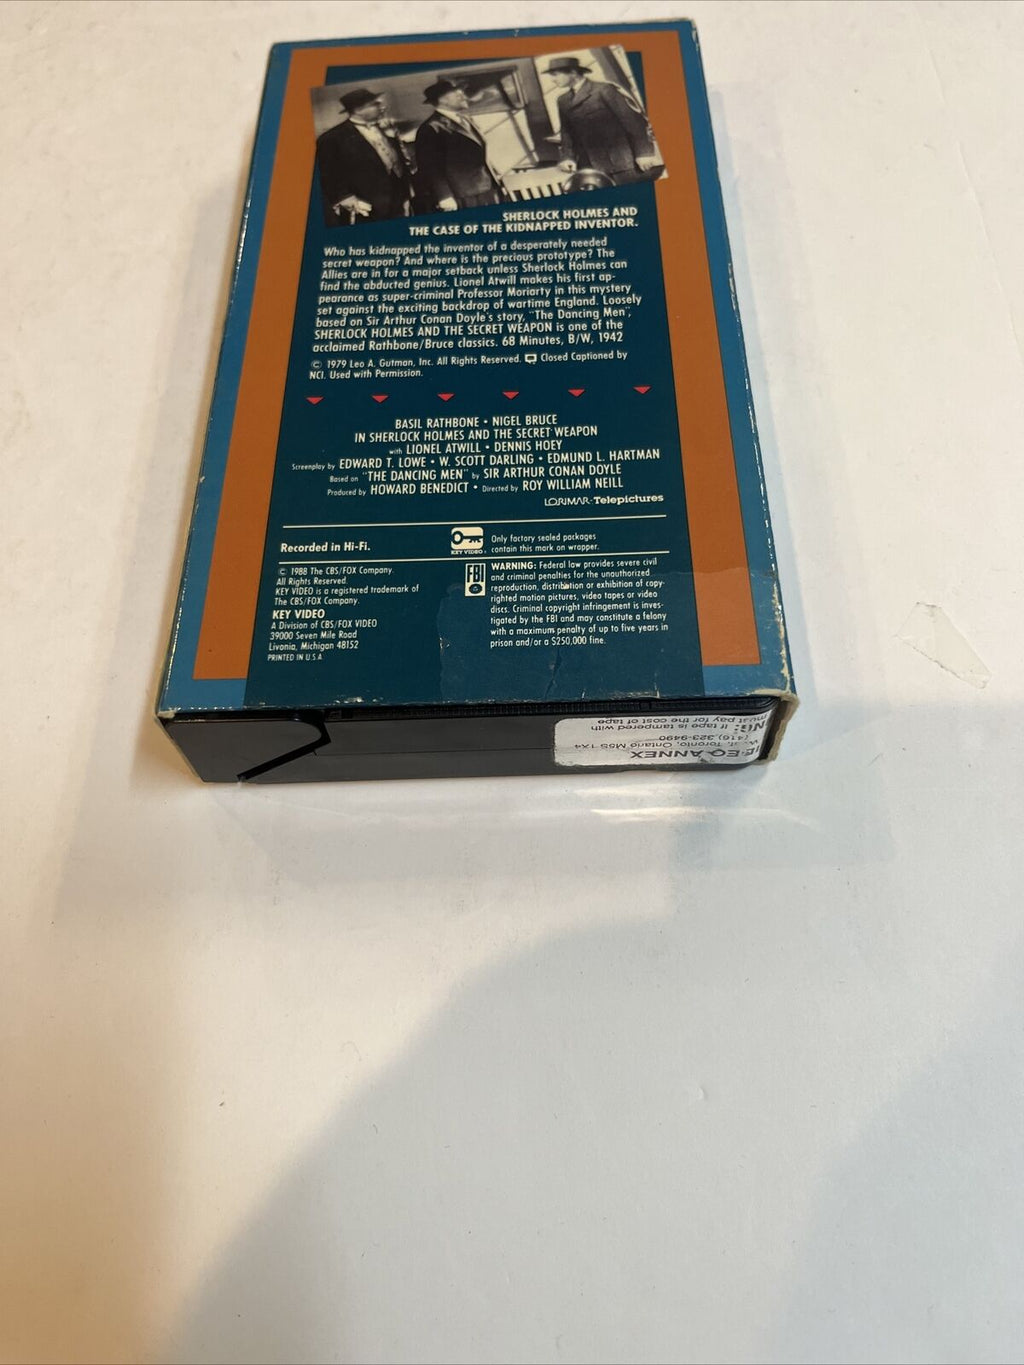 SHERLOCK HOLMES AND
THE CASE OF THE KIDNAPPED INVENTOR.
Who has kidnapped the inventor of a desperately needed
secret weapon? And where is the precious prototype? The
Allies are in for a major setback unless Sherlock Holmes can
find the abducted genius. Lionel Atwill makes his first ap-
pearance as super-criminal Professor Moriarty in this mystery
set against the exciting backdrop of wartime England. Loosely
based on Sir Arthur Conan Doyle's story, "The Dancing Men",
SHERLOCK HOLMES AND THE SECRET WEAPON is one of the
acclaimed Rathbone/Bruce classics. 68 Minutes, B/W, 1942
© 1979 Leo A. Gutman, Inc. All Rights Reserved. Closed Captioned by
NCI. Used with Permission.
BASIL RATHBONE • NIGEL BRUCE
IN SHERLOCK HOLMES AND THE SECRET WEAPON
with LIONEL ATWILL • DENNIS HOEY
Screenplay by EDWARD T. LOWE • W. SCOTT DARLING • EDMUND L. HARTMAN
Based on "THE DANCING MEN" by SIR ARTHUR CONAN DOYLE
Produced by HOWARD BENEDICT • Directed by ROY WILLIAM NEILL
LORIMAR-Telepictures
Recorded in Hi-Fi.
KEY VIDEO
Only factory sealed packages
contain this mark on wrapper.
© 1988 The CBS/FOX Company.
All Rights Reserved.
KEY VIDEO is a registered trademark of
The CBS/FOX Company.
KEY VIDEO
A Division of CBS/FOX VIDEO
39000 Seven Mile Road
Livonia, Michigan 48152
PRINTED IN U.S.A
FBI
WARNING: Federal law provides severe civil
and criminal penalties for the unauthorized
reproduction, distribution or exhibition of copy-
righted motion pictures, video tapes or video
discs. Criminal copyright infringement is inves-
tigated by the FBI and may constitute a felony
with a maximum penalty of up to five years in
prison and/or a $250,000 fine.
EO ANNEX
Toronto, Ontario M5S 1X4
(416) 323-9490
NG:
If tape is tampered with
must pay for the cost of tape